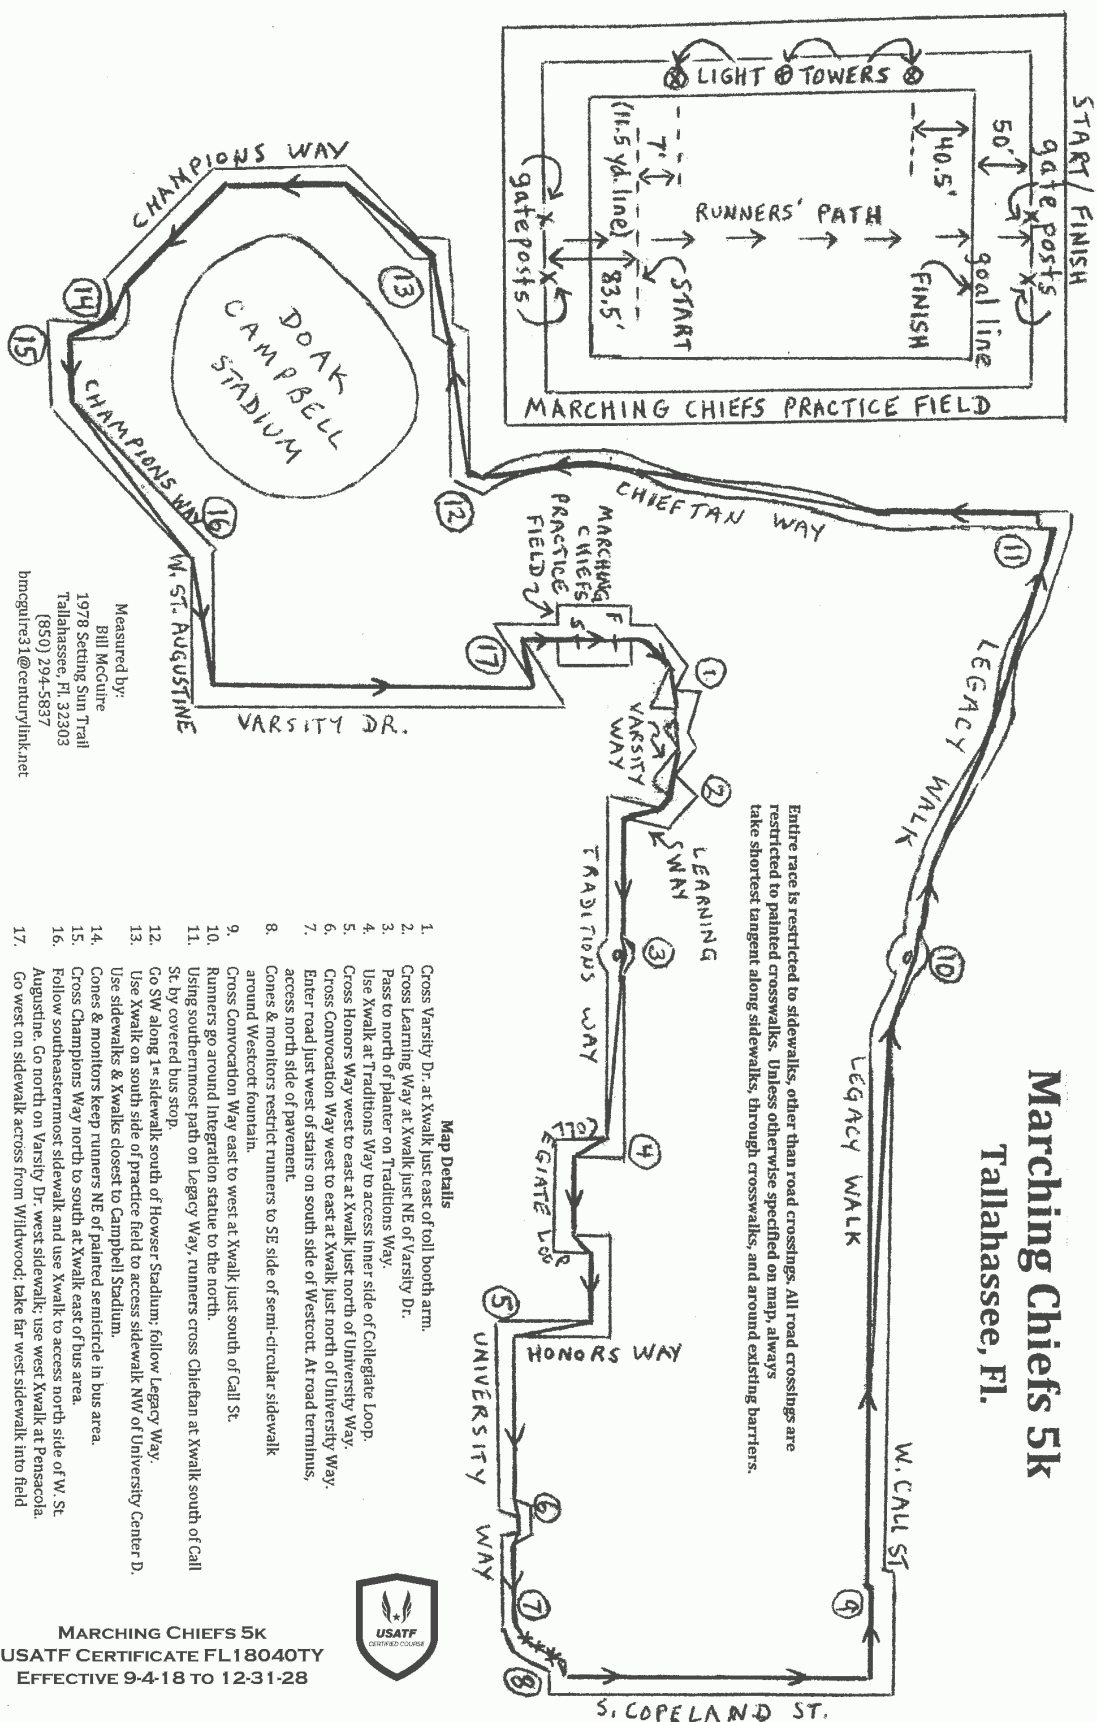 Marching Chiefs 5k
Tallahassee, Fl.
START/FINISH
gate posts
50'
goal line
40.5'
FINISH
LIGHT TOWERS
RUNNERS' PATH
7'
(11.5 yd. line)
START
83.5'
gate posts
MARCHING CHIEFS PRACTICE FIELD
Entire race is restricted to sidewalks, other than road crossings. All road crossings are
restricted to painted crosswalks. Unless otherwise specified on map, always
take shortest tangent along sidewalks, through crosswalks, and around existing barriers.
CHAMPIONS WAY
DOAK
CAMPBELL
STADIUM
13
14
15
CHAMPIONS WAY
16
12
CHIEFTAN WAY
11
LEGACY WALK
10
LEGACY WALK
W. CALL ST
9
S. COPELAND ST.
8
7
6
UNIVERSITY WAY
5
HONORS WAY
COLLEGIATE LOOP
4
TRADITIONS WAY
3
LEARNING
WAY
2
VARSITY
WAY
1
MARCHING
CHIEFS
PRACTICE
FIELD
F
S
17
VARSITY DR.
W. ST. AUGUSTINE
Map Details
1. Cross Varsity Dr. at Xwalk just east of toll booth arm.
2. Cross Learning Way at Xwalk just NE of Varsity Dr.
3. Pass to north of planter on Traditions Way.
4. Use Xwalk at Traditions Way to access inner side of Collegiate Loop.
5. Cross Honors Way west to east at Xwalk just north of University Way.
6. Cross Convocation Way west to east at Xwalk just north of University Way.
7. Enter road just west of stairs on south side of Westcott. At road terminus,
access north side of pavement.
8. Cones & monitors restrict runners to SE side of semi-circular sidewalk
around Westcott fountain.
9. Cross Convocation Way east to west at Xwalk just south of Call St.
10. Runners go around Integration statue to the north.
11. Using southernmost path on Legacy Way, runners cross Chieftan at Xwalk south of Call
St. by covered bus stop.
12. Go SW along 1st sidewalk south of Howser Stadium; follow Legacy Way.
13. Use Xwalk on south side of practice field to access sidewalk NW of University Center D.
Use sidewalks & Xwalks closest to Campbell Stadium.
14. Cones & monitors keep runners NE of painted semicircle in bus area.
15. Cross Champions Way north to south at Xwalk east of bus area.
16. Follow southeasternmost sidewalk and use Xwalk to access north side of W. St.
Augustine. Go north on Varsity Dr. west sidewalk; use west Xwalk at Pensacola.
17. Go west on sidewalk across from Wildwood; take far west sidewalk into field
Measured by:
Bill McGuire
1978 Setting Sun Trail
Tallahassee, Fl. 32303
(850) 294-5837
bmcguire31@centurylink.net
USATF
CERTIFIED COURSE
MARCHING CHIEFS 5K
USATF CERTIFICATE FL18040TY
EFFECTIVE 9-4-18 TO 12-31-28